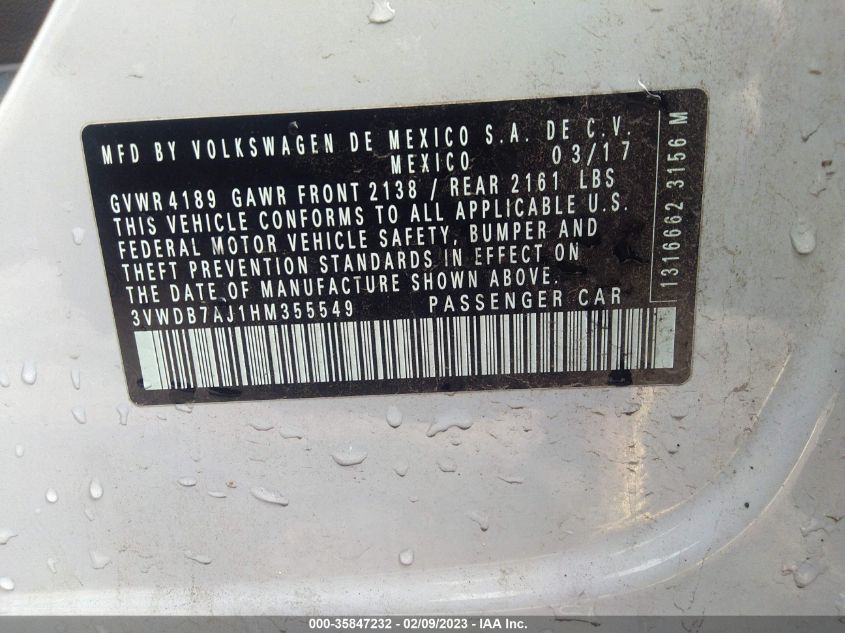 MFD BY VOLKSWAGEN DE MEXICO S.A. DE C.V.
MEXICO 03/17
GVWR 4189 GAWR FRONT 2138 / REAR 2161 LBS
THIS VEHICLE CONFORMS TO ALL APPLICABLE U.S.
FEDERAL MOTOR VEHICLE SAFETY, BUMPER AND
THEFT PREVENTION STANDARDS IN EFFECT ON
THE DATE OF MANUFACTURE SHOWN ABOVE.
3VWDB7AJ1HM355549 PASSENGER CAR
1316662 3156 M
000-35847232 - 02/09/2023 - © IAA Inc.